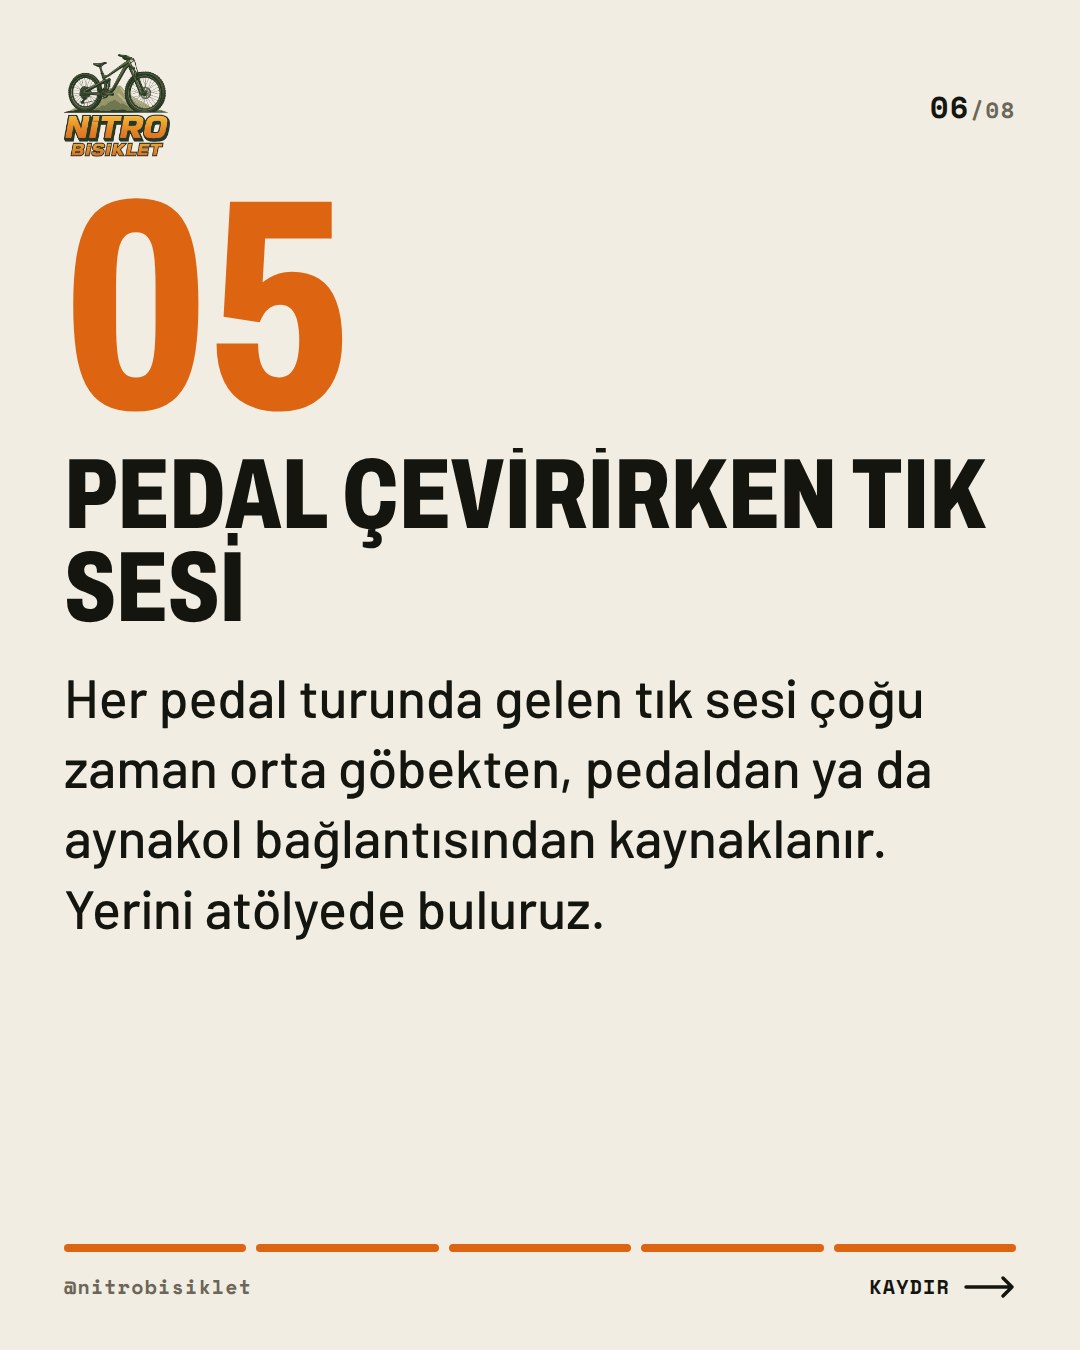 NiTRO
BISIKLET
06/08
05
PEDAL ÇEVİRİRKEN TIK
SESİ
Her pedal turunda gelen tık sesi çoğu
zaman orta göbekten, pedaldan ya da
aynakol bağlantısından kaynaklanır.
Yerini atölyede buluruz.
@nitrobisiklet
KAYDIR